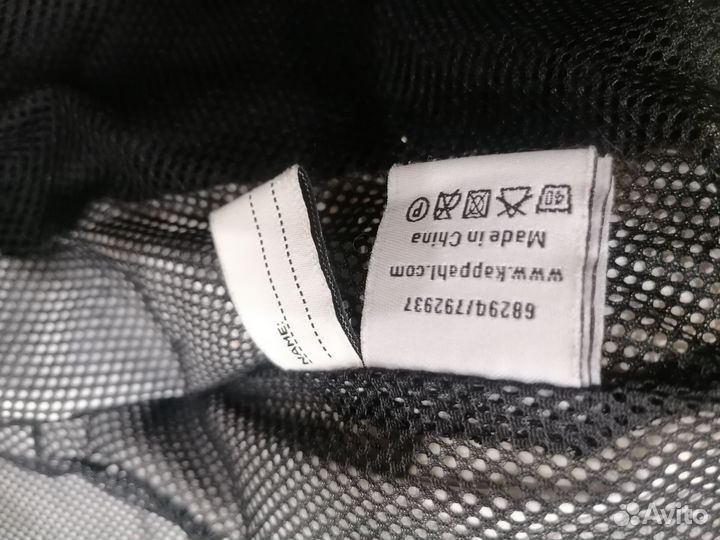 40
Made in China
www.kappahl.com
68294/792937
NAME:
Avito